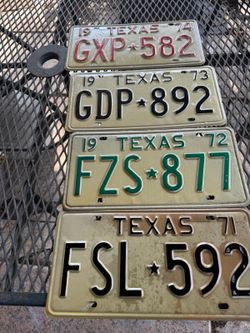 19 TEXAS 74
GXP★582
19 TEXAS 73
GDP★892
19 TEXAS 72
FZS★877
TEXAS 71
FSL★592